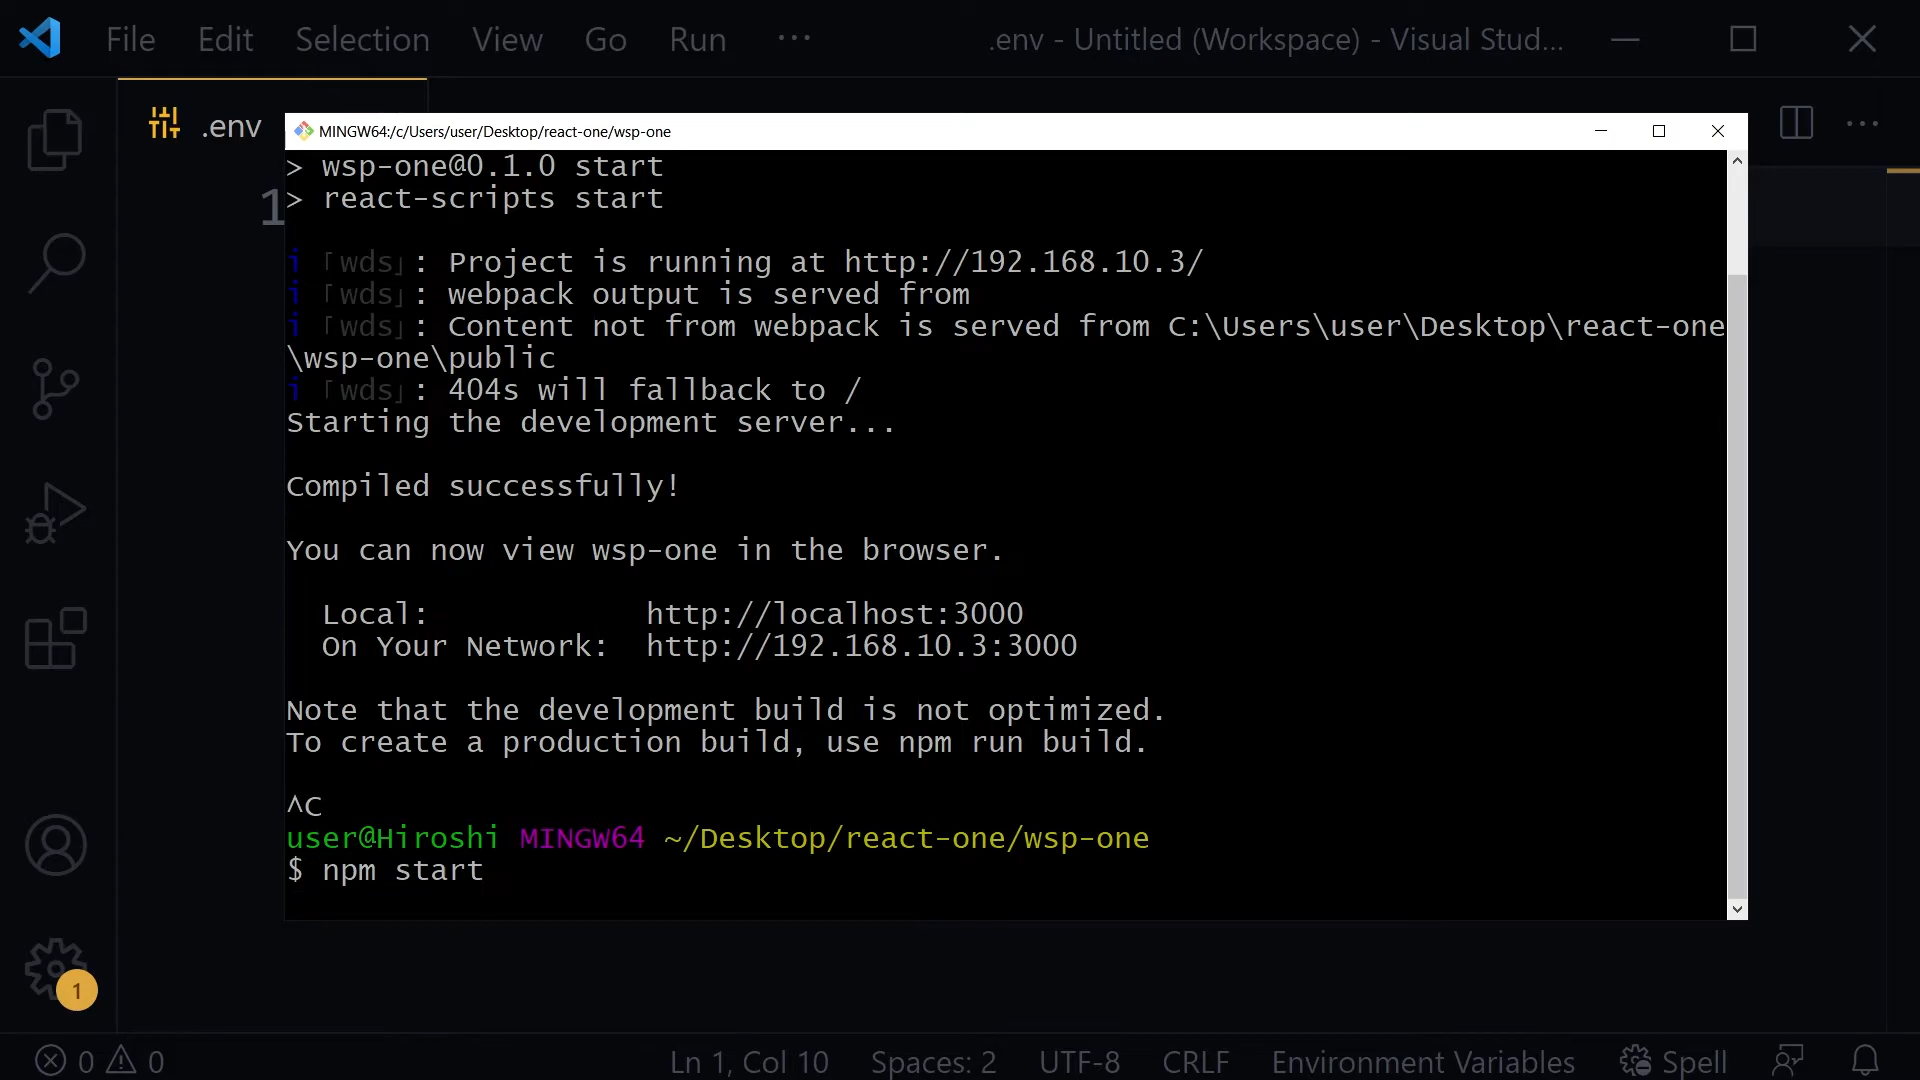 File Edit Selection View Go Run ··· .env - Untitled (Workspace) - Visual Stud...
.env
MINGW64:/c/Users/user/Desktop/react-one/wsp-one
1
> wsp-one@0.1.0 start
> react-scripts start
i ｢wds｣: Project is running at http://192.168.10.3/
i ｢wds｣: webpack output is served from
i ｢wds｣: Content not from webpack is served from C:\Users\user\Desktop\react-one
\wsp-one\public
i ｢wds｣: 404s will fallback to /
Starting the development server...
Compiled successfully!
You can now view wsp-one in the browser.
Local: http://localhost:3000
On Your Network: http://192.168.10.3:3000
Note that the development build is not optimized.
To create a production build, use npm run build.
^C
user@Hiroshi MINGW64 ~/Desktop/react-one/wsp-one
$ npm start
1
0 0 Ln 1, Col 10 Spaces: 2 UTF-8 CRLF Environment Variables Spell